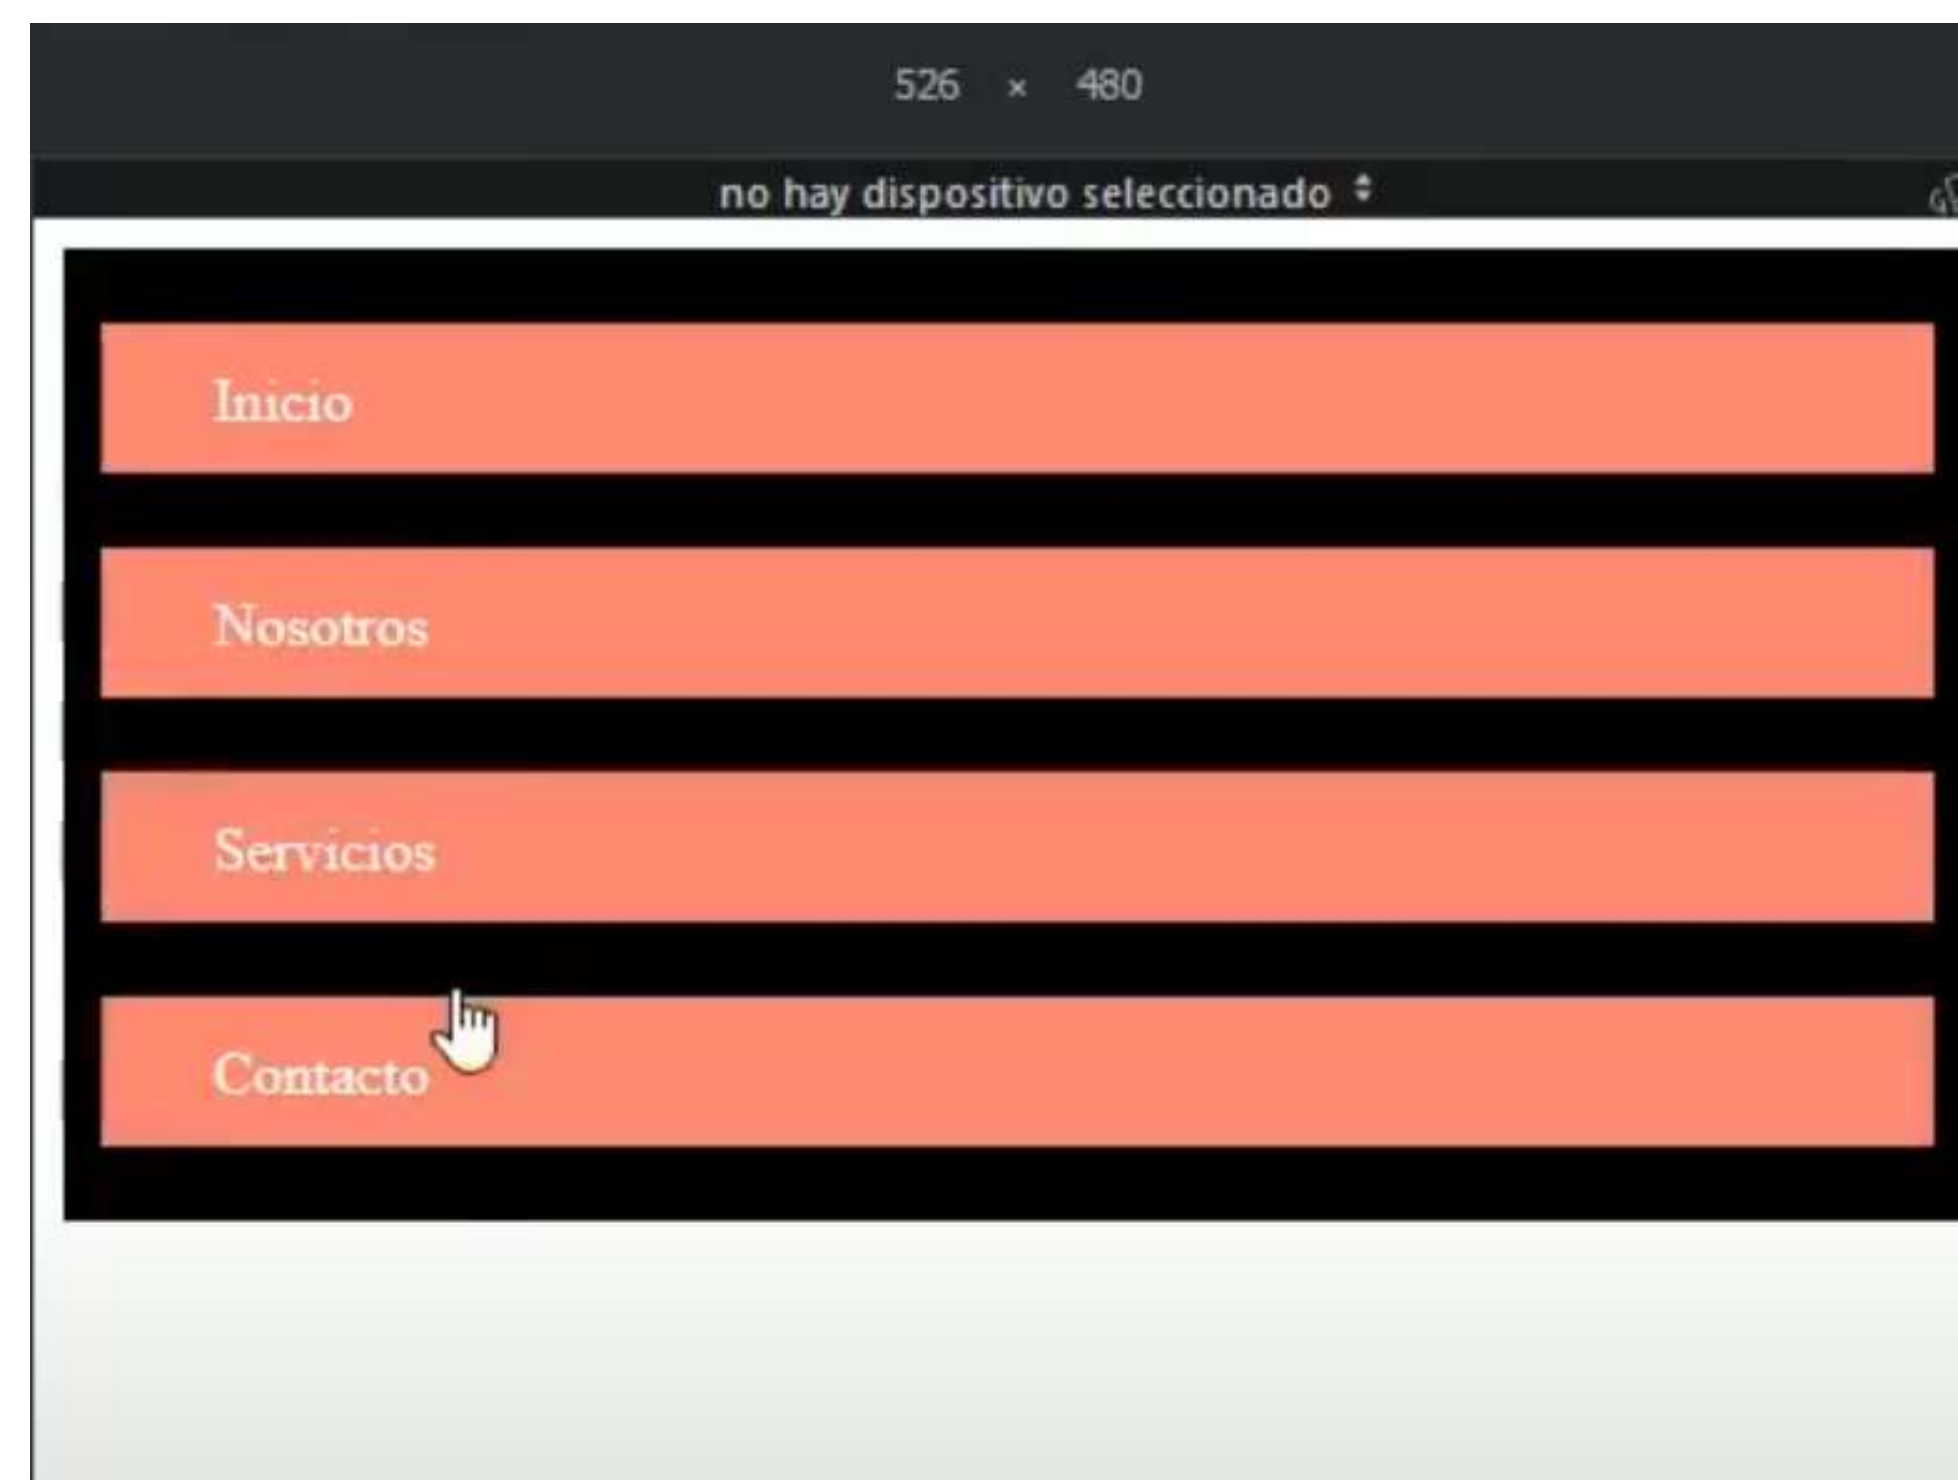 526 × 480
no hay dispositivo seleccionado
Inicio
Nosotros
Servicios
Contacto